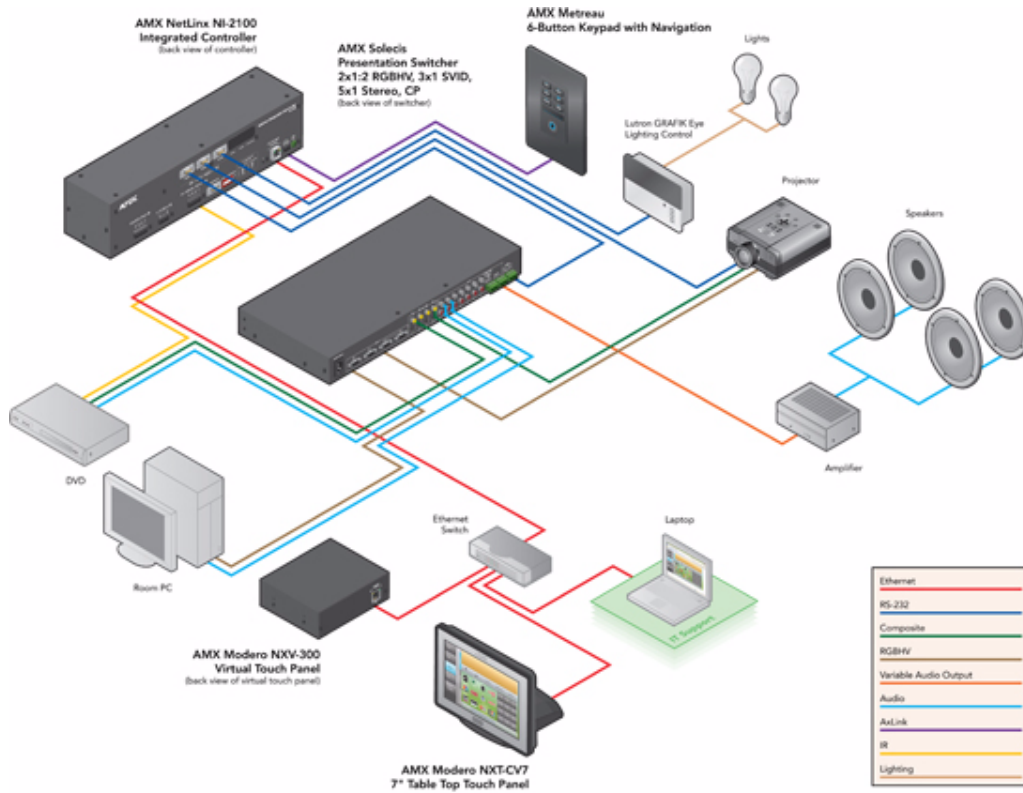 AMX NetLinx NI-2100
Integrated Controller
(back view of controller)
AMX Solecis
Presentation Switcher
2x1:2 RGBHV, 3x1 SVID,
5x1 Stereo, CP
(back view of switcher)
AMX Metreau
6-Button Keypad with Navigation
Lights
Lutron GRAFIK Eye
Lighting Control
Projector
Speakers
AMX
DVD
Amplifier
Room PC
Ethernet
Switch
Laptop
IT Support
AMX Modero NXV-300
Virtual Touch Panel
(back view of virtual touch panel)
AMX Modero NXT-CV7
7" Table Top Touch Panel
Ethernet
RS-232
Composite
RGBHV
Variable Audio Output
Audio
AxLink
IR
Lighting